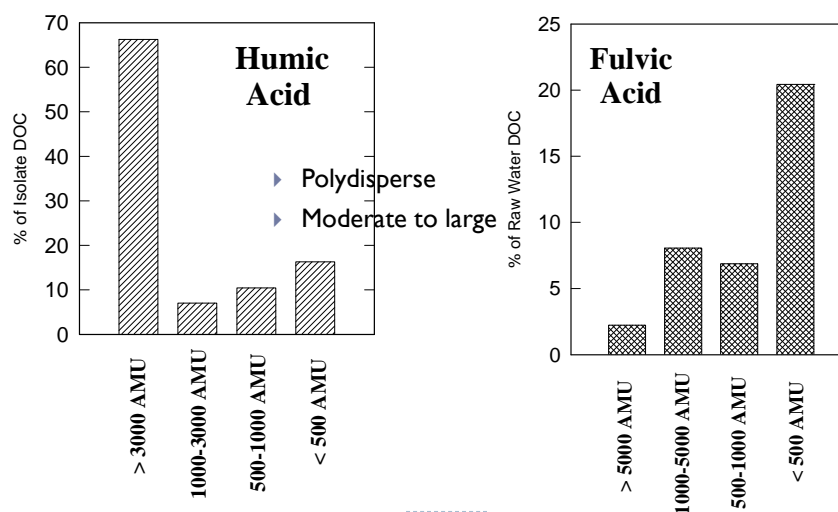 Humic
Acid
% of Isolate DOC
70
60
50
40
30
20
10
0
> 3000 AMU
1000-3000 AMU
500-1000 AMU
< 500 AMU
Polydisperse
Moderate to large
Fulvic
Acid
% of Raw Water DOC
25
20
15
10
5
0
> 5000 AMU
1000-5000 AMU
500-1000 AMU
< 500 AMU